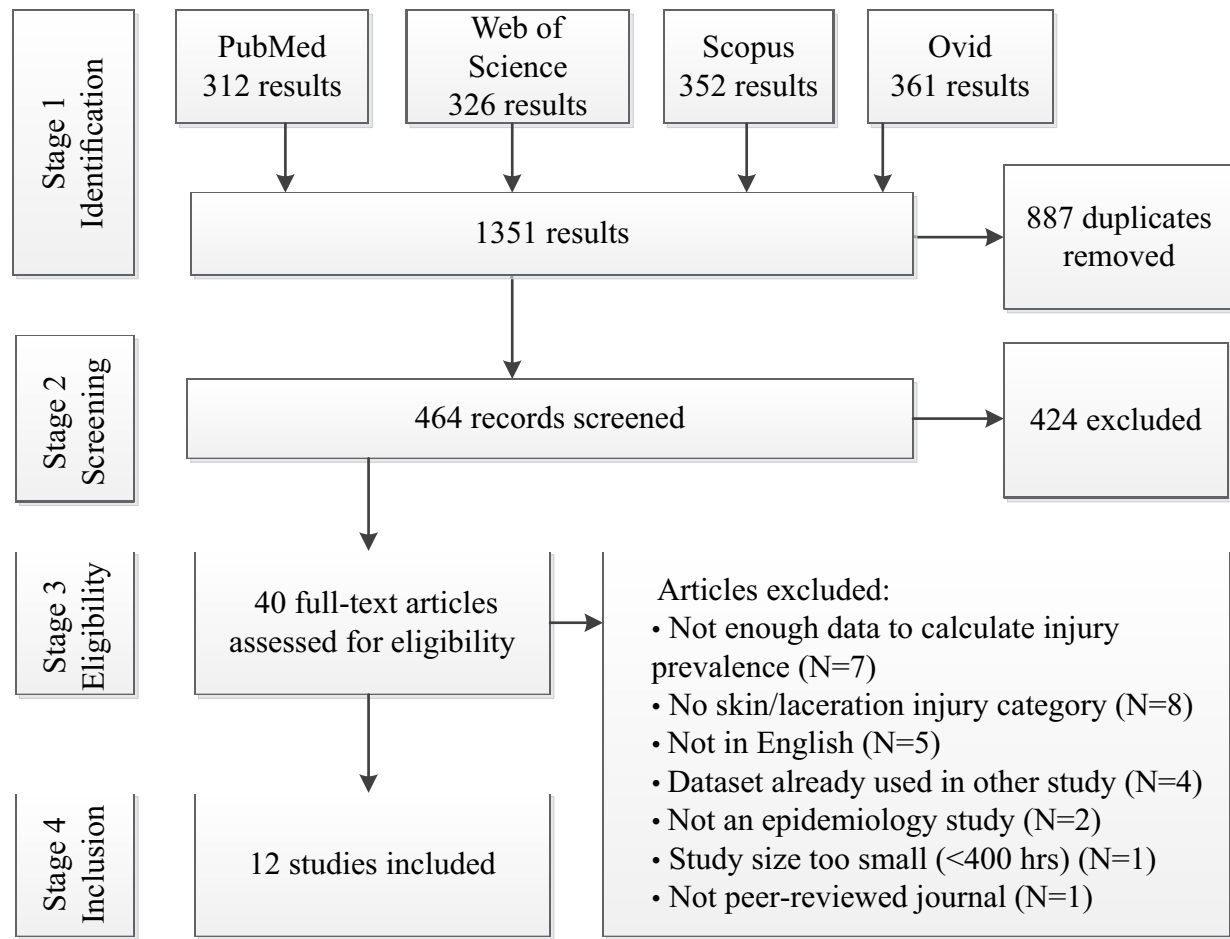 Stage 1
Identification
PubMed
312 results
Web of
Science
326 results
Scopus
352 results
Ovid
361 results
1351 results
887 duplicates
removed
Stage 2
Screening
464 records screened
424 excluded
Stage 3
Eligibility
40 full-text articles
assessed for eligibility
Articles excluded:
• Not enough data to calculate injury
prevalence (N=7)
• No skin/laceration injury category (N=8)
• Not in English (N=5)
• Dataset already used in other study (N=4)
• Not an epidemiology study (N=2)
• Study size too small (<400 hrs) (N=1)
• Not peer-reviewed journal (N=1)
Stage 4
Inclusion
12 studies included